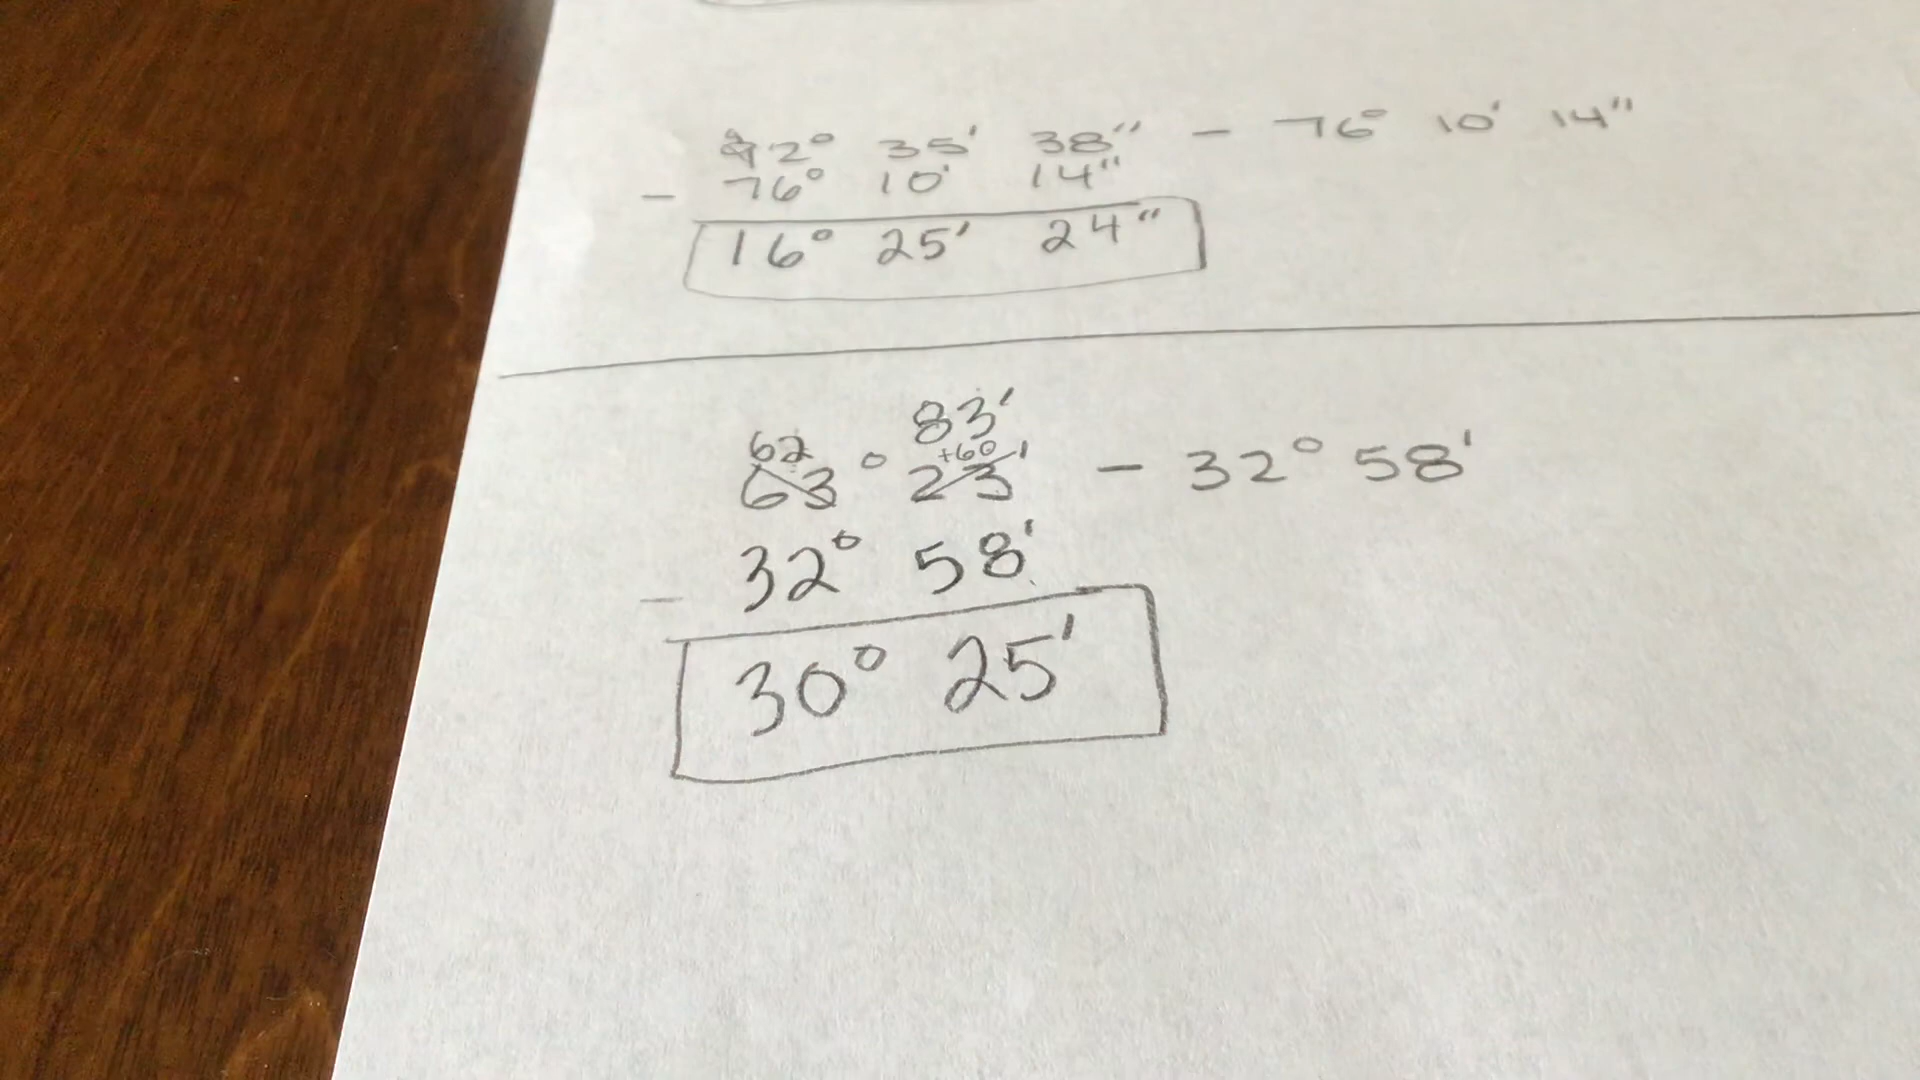 92° 35' 38" - 76° 10' 14"
- 76° 10' 14"
16° 25' 24"
62 83'
+60
63° 23' - 32° 58'
- 32° 58'
30° 25'